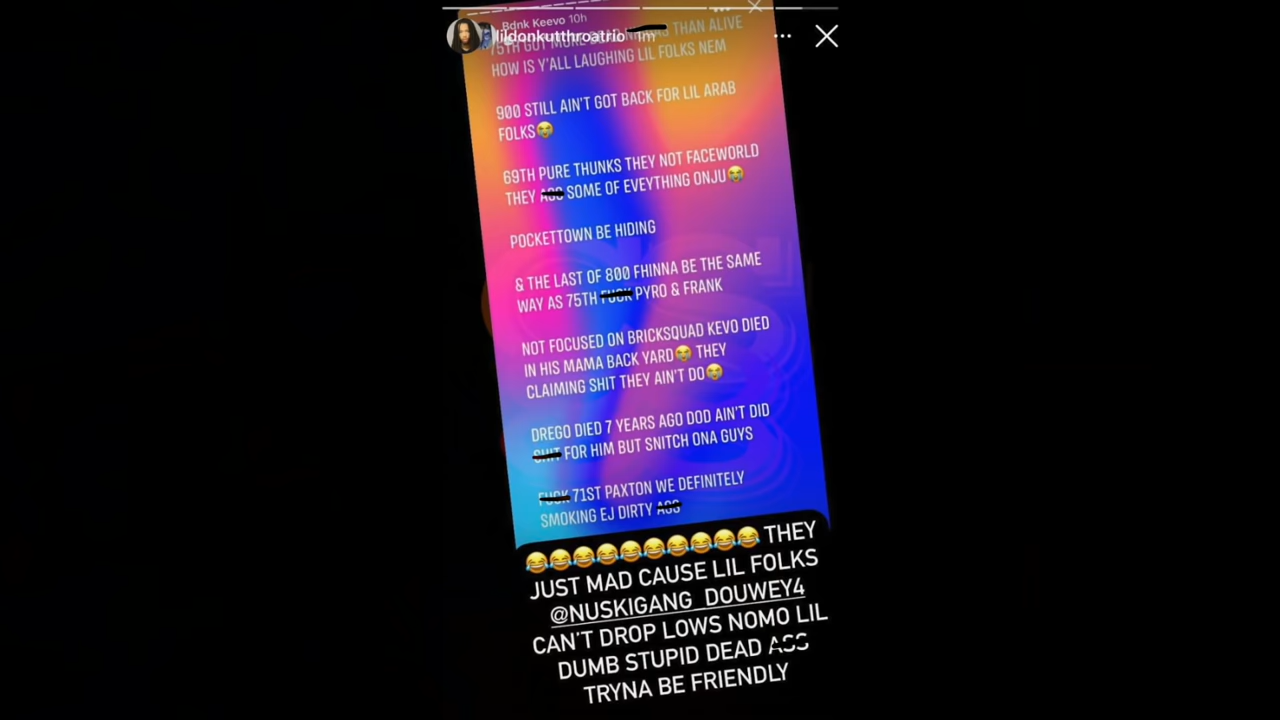 Bdnk Keevo 10h
lildonkutthroatrio 1m
75TH GOT MORE THAN ALIVE
HOW IS Y'ALL LAUGHING LIL FOLKS NEM
900 STILL AIN'T GOT BACK FOR LIL ARAB
FOLKS😭
69TH PURE THUNKS THEY NOT FACEWORLD
THEY ASS SOME OF EVEYTHING ONJU😭
POCKETTOWN BE HIDING
& THE LAST OF 800 FHINNA BE THE SAME
WAY AS 75TH FUCK PYRO & FRANK
NOT FOCUSED ON BRICKSQUAD KEVO DIED
IN HIS MAMA BACK YARD😭 THEY
CLAIMING SHIT THEY AIN'T DO😭
DREGO DIED 7 YEARS AGO DOD AIN'T DID
SHIT FOR HIM BUT SNITCH ONA GUYS
FUCK 71ST PAXTON WE DEFINITELY
SMOKING EJ DIRTY ASS
😂😂😂😂😂😂😂😂😂😂 THEY
JUST MAD CAUSE LIL FOLKS
@NUSKIGANG_DOUWEY4
CAN'T DROP LOWS NOMO LIL
DUMB STUPID DEAD ASS
TRYNA BE FRIENDLY